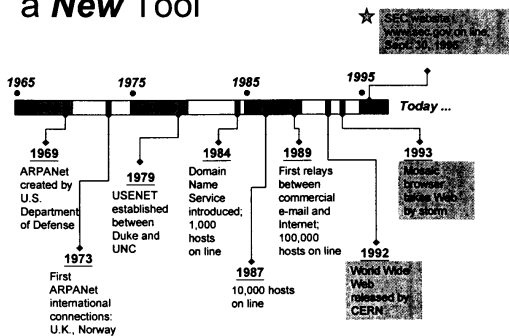 a New Tool
SEC website
www.sec.gov on line
Sept. 30, 1995
1965
1975
1985
1995
Today ...
1969
ARPANet
created by
U.S.
Department
of Defense
1973
First
ARPANet
international
connections:
U.K., Norway
1979
USENET
established
between
Duke and
UNC
1984
Domain
Name
Service
introduced;
1,000
hosts
on line
1987
10,000 hosts
on line
1989
First relays
between
commercial
e-mail and
Internet;
100,000
hosts on line
1992
World Wide
Web
released by
CERN
1993
Mosaic
browser
takes Web
by storm